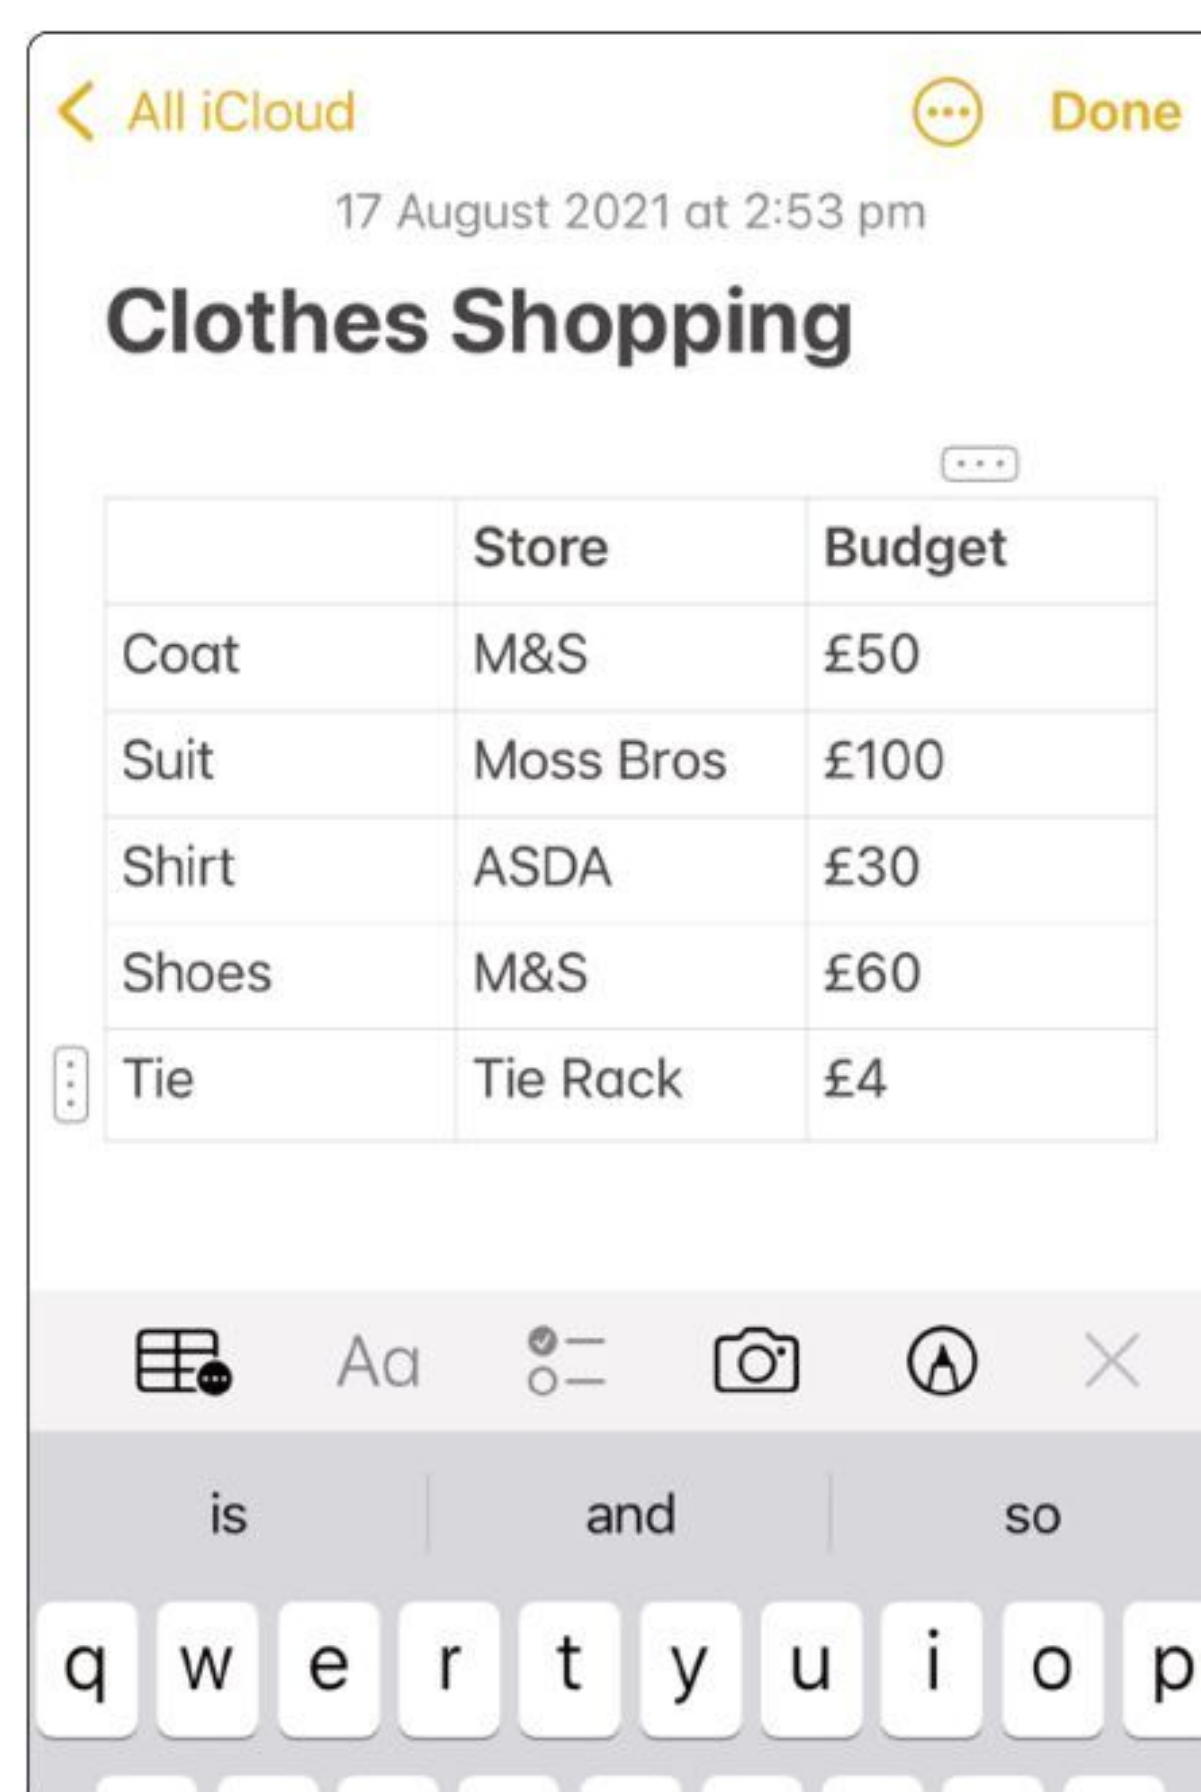 All iCloud Done
17 August 2021 at 2:53 pm
Clothes Shopping
Store Budget
Coat M&S £50
Suit Moss Bros £100
Shirt ASDA £30
Shoes M&S £60
Tie Tie Rack £4
Aa
is and so
q w e r t y u i o p